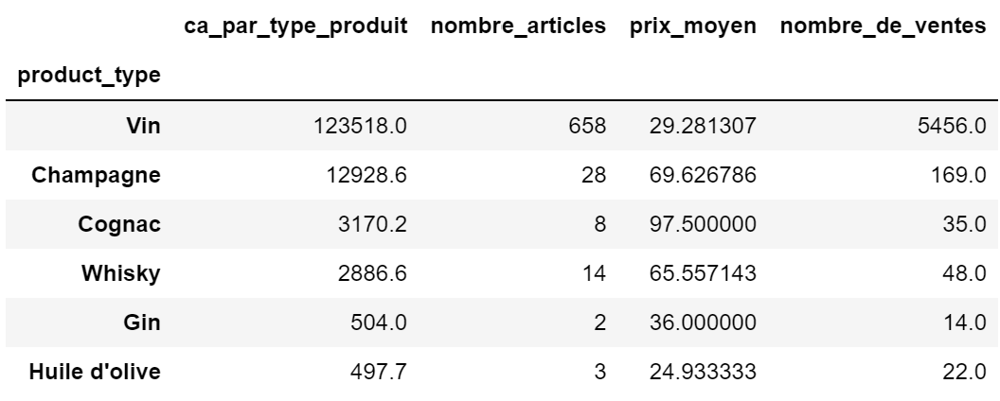 ca_par_type_produit nombre_articles prix_moyen nombre_de_ventes
product_type
Vin 123518.0 658 29.281307 5456.0
Champagne 12928.6 28 69.626786 169.0
Cognac 3170.2 8 97.500000 35.0
Whisky 2886.6 14 65.557143 48.0
Gin 504.0 2 36.000000 14.0
Huile d'olive 497.7 3 24.933333 22.0